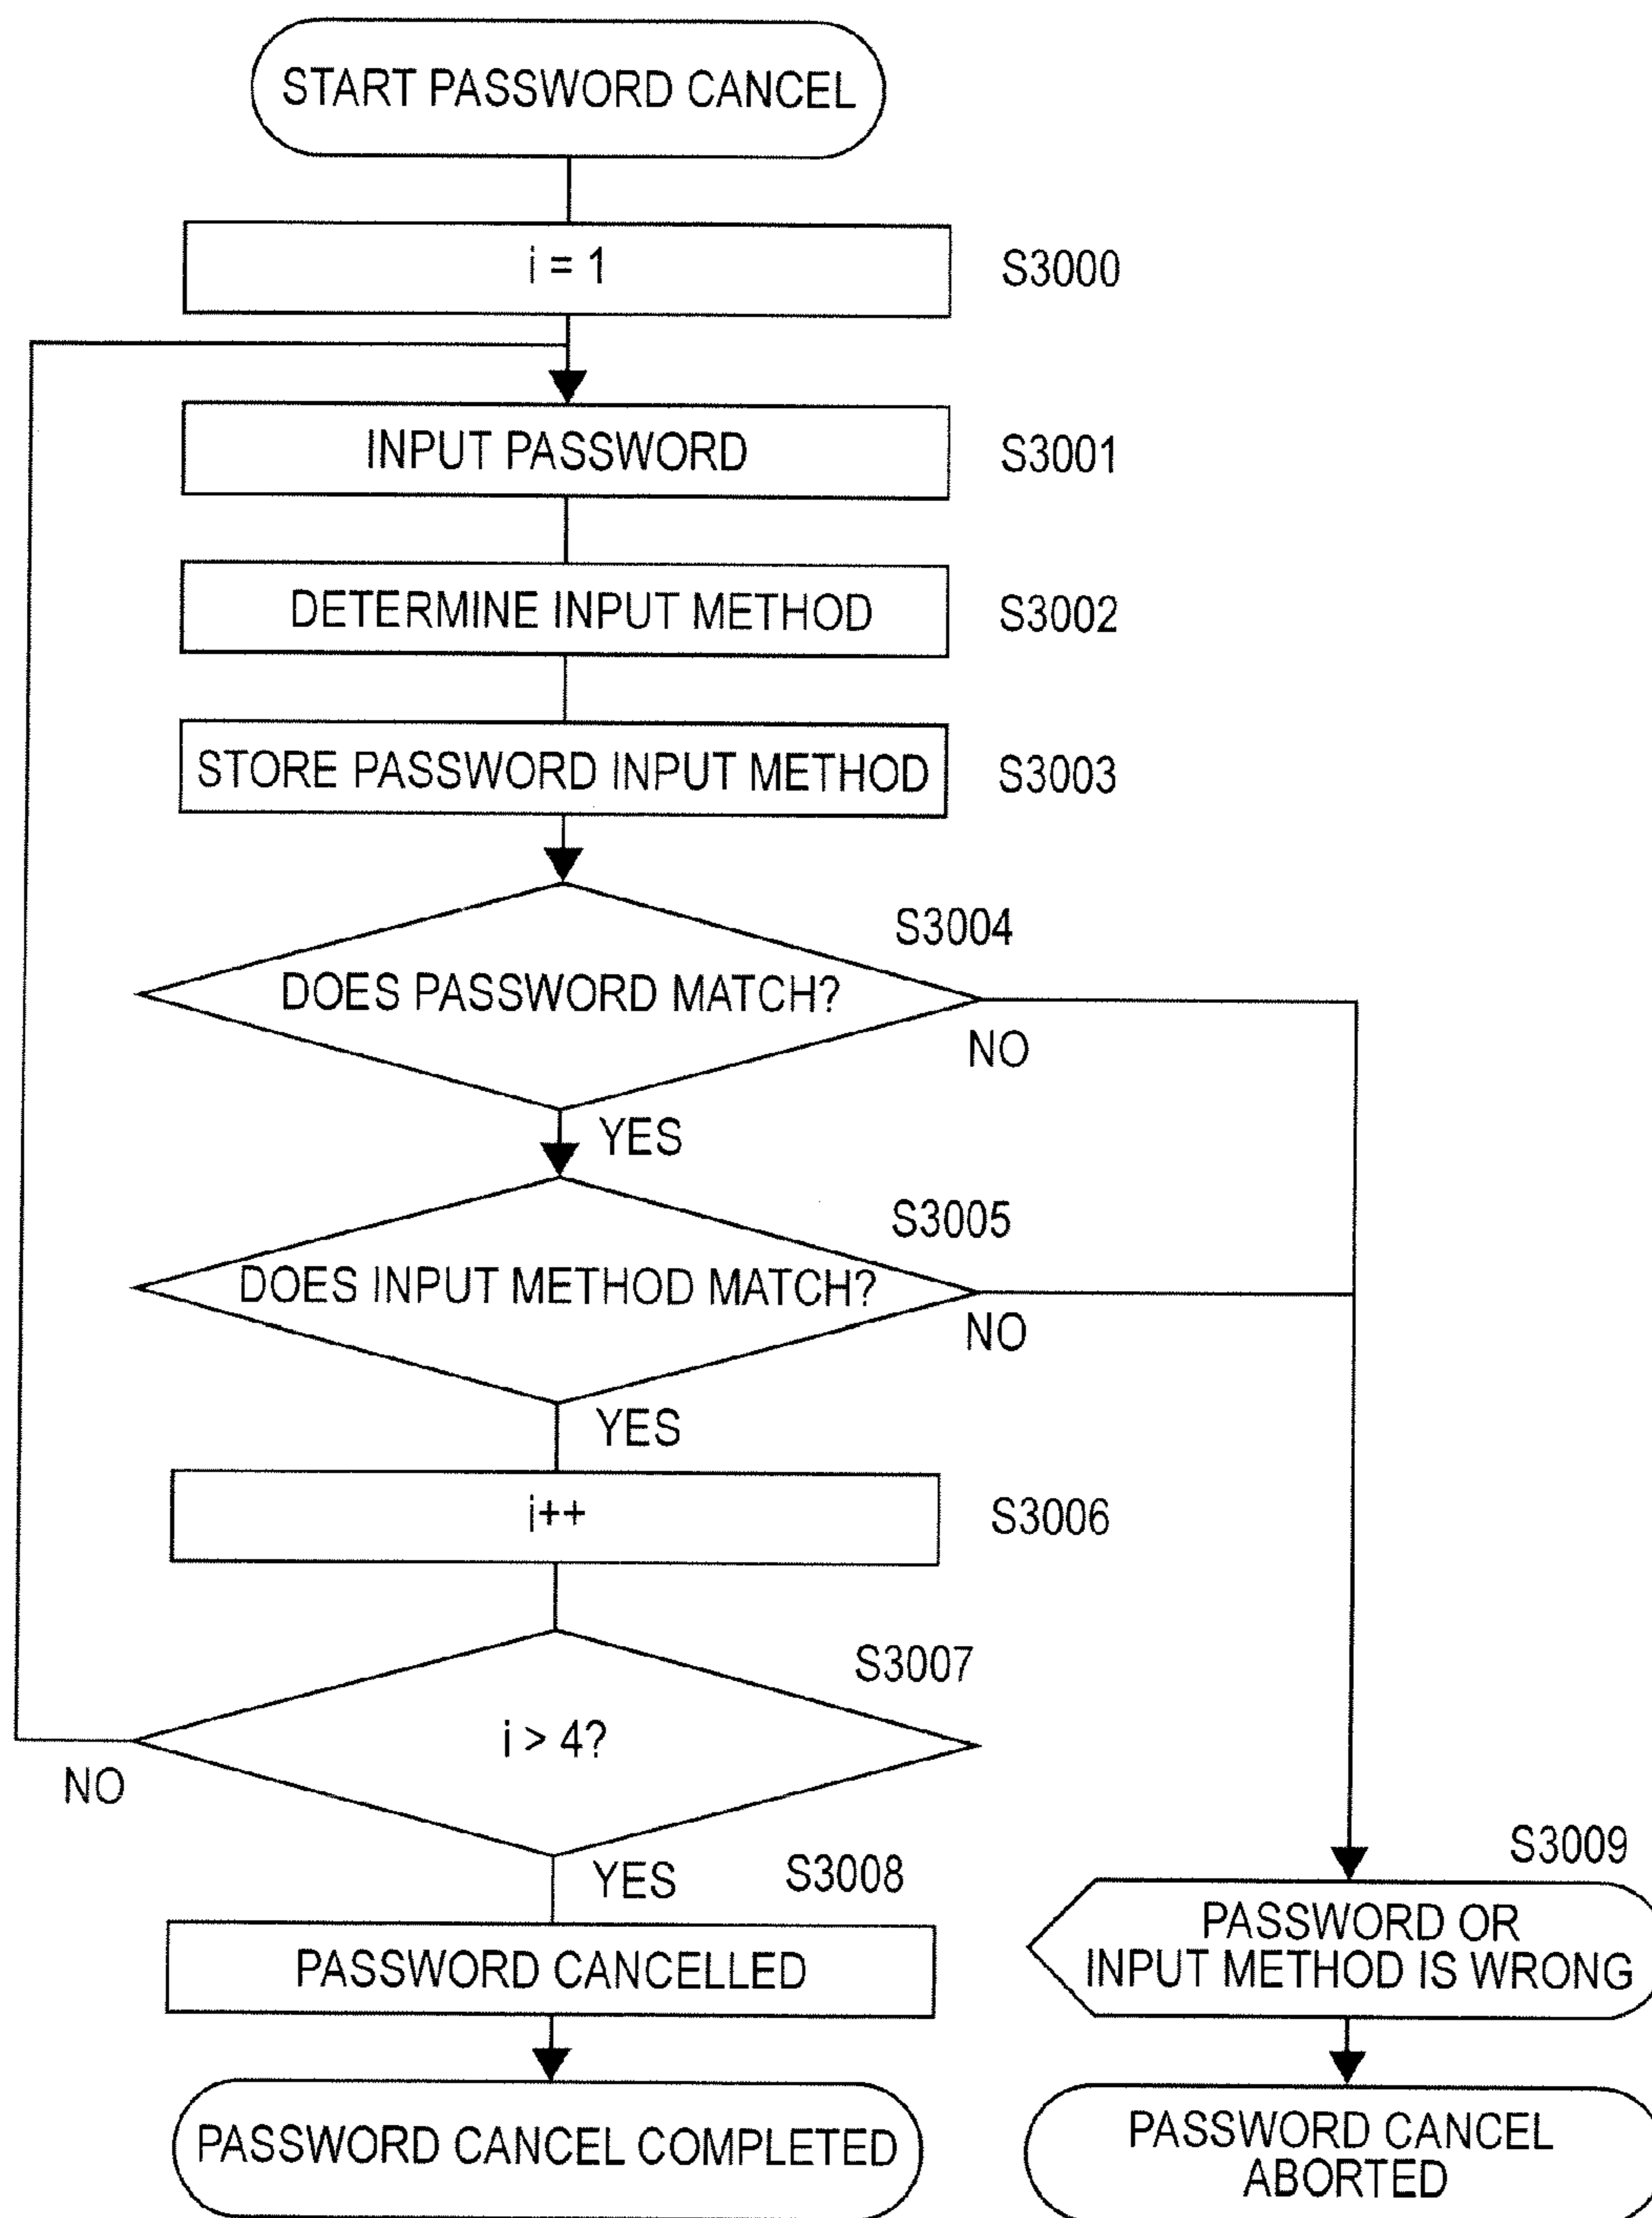 START PASSWORD CANCEL
i = 1
S3000
INPUT PASSWORD
S3001
DETERMINE INPUT METHOD
S3002
STORE PASSWORD INPUT METHOD
S3003
S3004
DOES PASSWORD MATCH?
NO
YES
S3005
DOES INPUT METHOD MATCH?
NO
YES
i++
S3006
S3007
i > 4?
NO
YES
S3008
PASSWORD CANCELLED
PASSWORD CANCEL COMPLETED
S3009
PASSWORD OR
INPUT METHOD IS WRONG
PASSWORD CANCEL
ABORTED